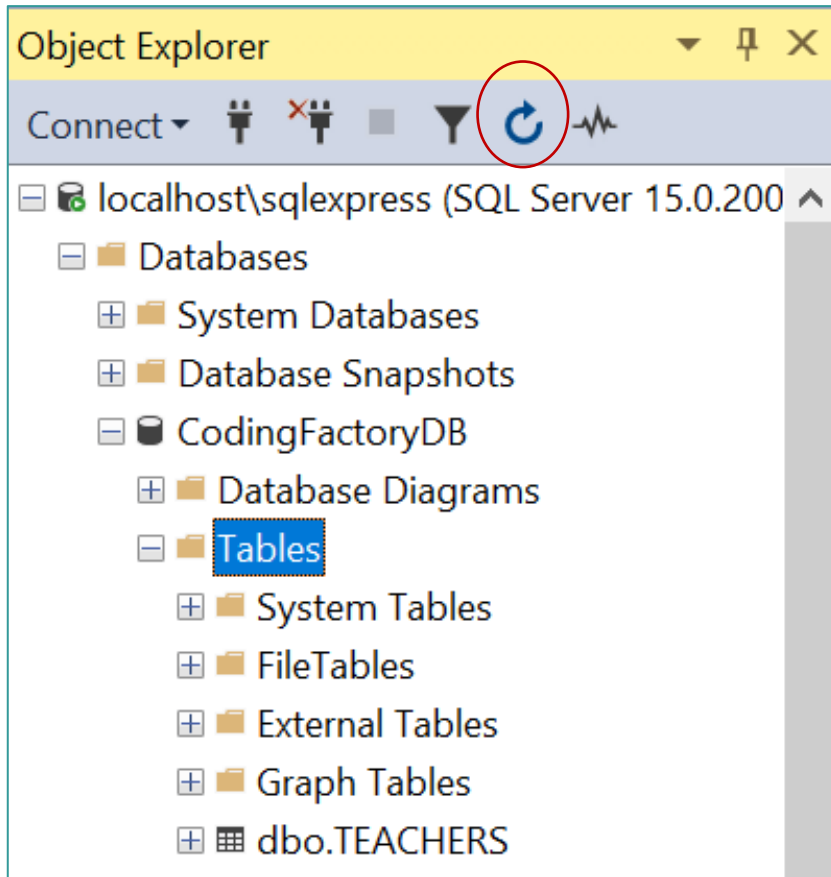 Object Explorer
Connect
localhost\sqlexpress (SQL Server 15.0.200
Databases
System Databases
Database Snapshots
CodingFactoryDB
Database Diagrams
Tables
System Tables
FileTables
External Tables
Graph Tables
dbo.TEACHERS